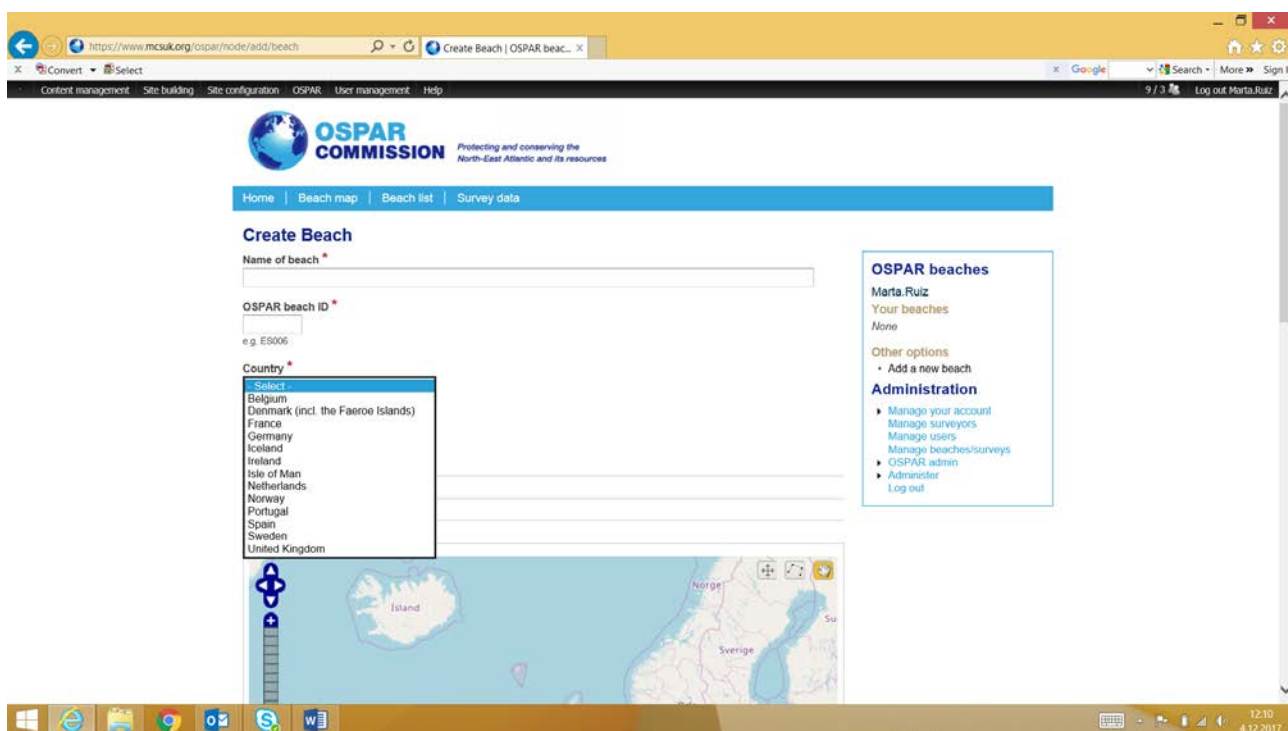 https://www.mcsuk.org/ospar/node/add/beach
Create Beach | OSPAR beac...
Convert Select
Google Search More » Sign I
Content management Site building Site configuration OSPAR User management Help 9 / 3 Log out Marta.Ruiz
OSPAR
COMMISSION
Protecting and conserving the
North-East Atlantic and its resources
Home | Beach map | Beach list | Survey data
Create Beach
Name of beach *
OSPAR beach ID *
e.g. ES006
Country *
- Select -
Belgium
Denmark (incl. the Faeroe Islands)
France
Germany
Iceland
Ireland
Isle of Man
Netherlands
Norway
Portugal
Spain
Sweden
United Kingdom
OSPAR beaches
Marta.Ruiz
Your beaches
None
Other options
Add a new beach
Administration
Manage your account
Manage surveyors
Manage users
Manage beaches/surveys
OSPAR admin
Administer
Log out
Ísland
Norge
Su
Sverige
12:10
4.12.2017